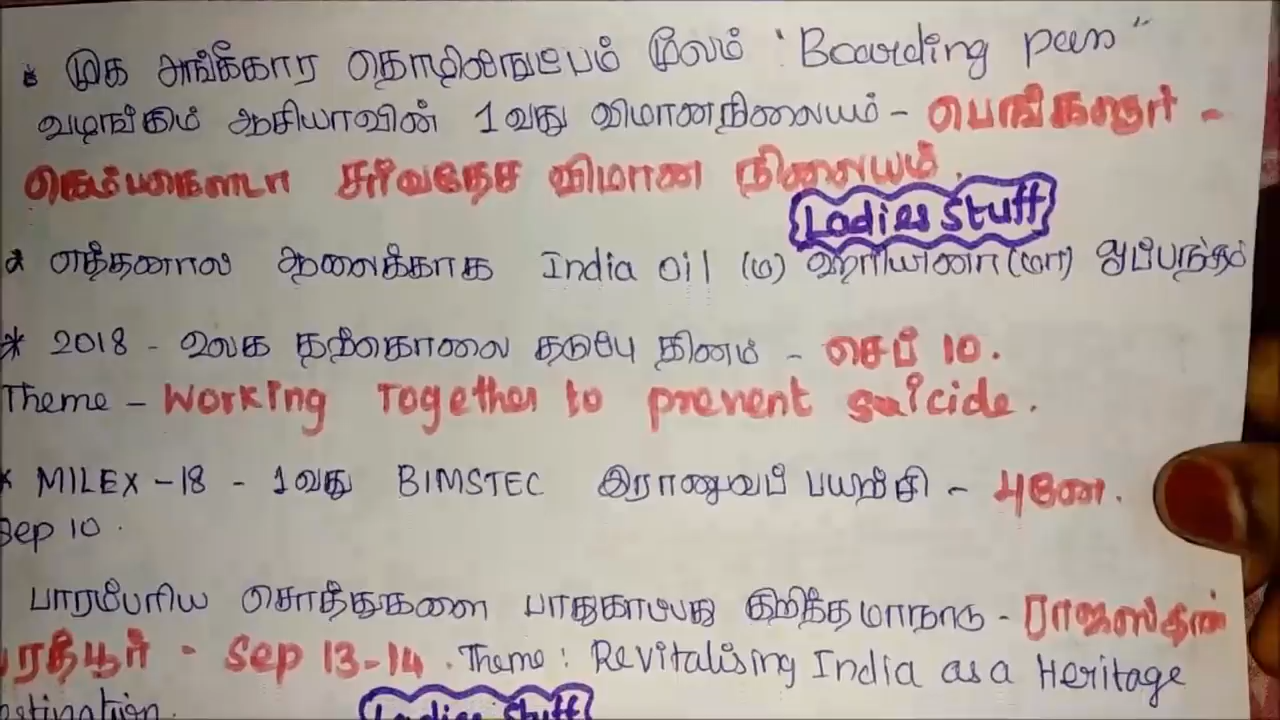 * முக அங்கீகார தொழில்நுட்பம் மூலம் "Boarding pass"
வழங்கும் ஆசியாவின் 1வது விமானநிலையம் - பெங்களூர் -
கெம்பகௌடா சர்வதேச விமான நிலையம்.
Ladies Stuff
* எத்தனால் ஆலைக்காக India oil (ம) ஹரியானா (மா) ஒப்பந்தம்
* 2018 - உலக தற்கொலை தடுப்பு தினம் - செப் 10.
Theme - Working Together to prevent suicide.
* MILEX -18 - 1வது BIMSTEC இராணுவப் பயிற்சி - புனே.
Sep 10.
பாரம்பரிய சொத்துகளை பாதுகாப்பது குறித்த மாநாடு - ராஜஸ்தான்
பரத்பூர் - Sep 13-14. Theme: Revitalising India as a Heritage
Destination.
Ladies Stuff